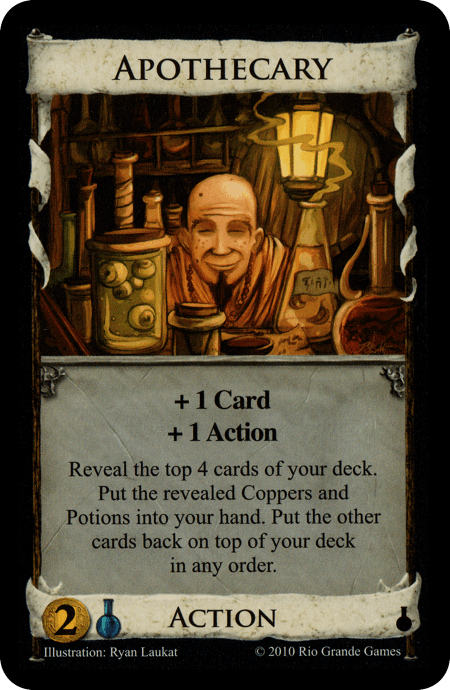 APOTHECARY
+ 1 Card
+ 1 Action
Reveal the top 4 cards of your deck.
Put the revealed Coppers and
Potions into your hand. Put the other
cards back on top of your deck
in any order.
2
ACTION
Illustration: Ryan Laukat © 2010 Rio Grande Games